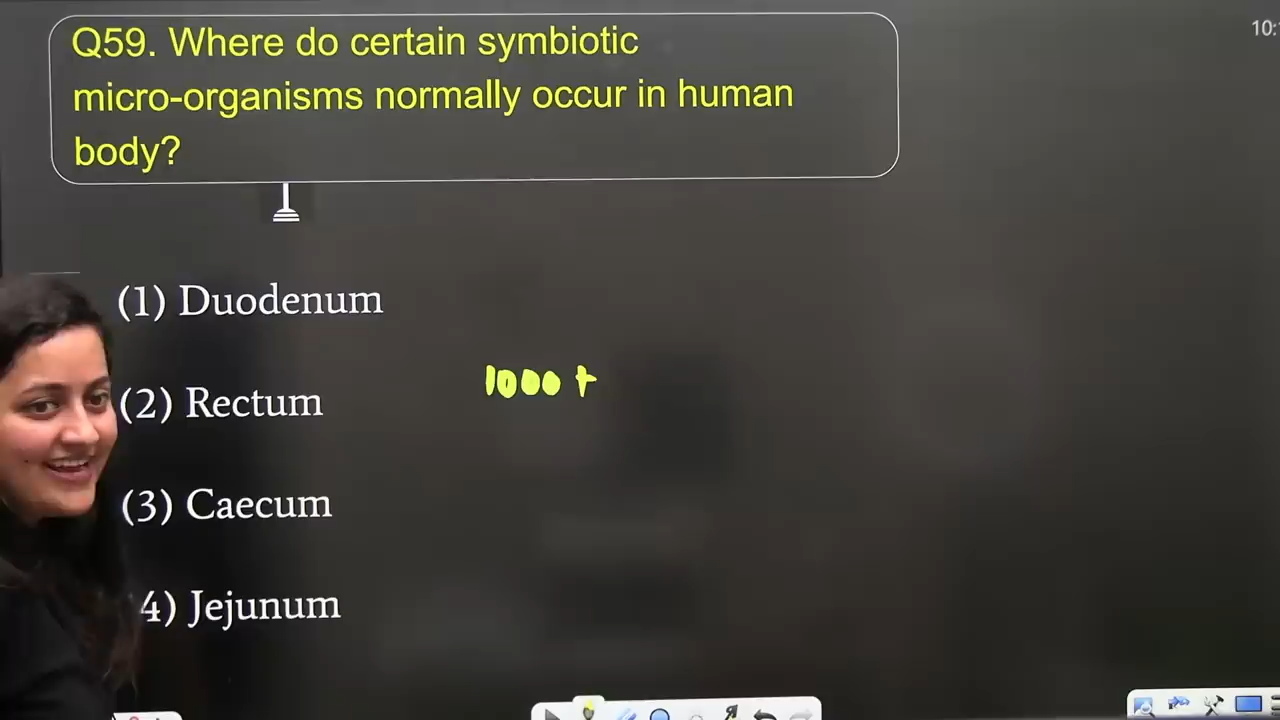 Q59. Where do certain symbiotic
micro-organisms normally occur in human
body?
(1) Duodenum
1000 +
(2) Rectum
(3) Caecum
4) Jejunum